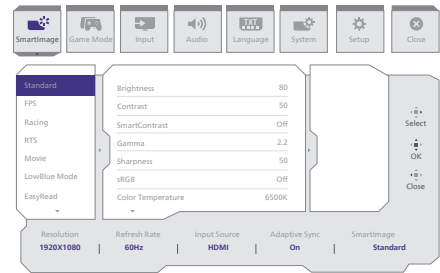 SmartImage
Game Mode
Input
Audio
TXT
Language
System
Setup
Close
Standard
FPS
Racing
RTS
Movie
LowBlue Mode
EasyRead
Brightness 80
Contrast 50
SmartContrast Off
Gamma 2.2
Sharpness 50
sRGB Off
Color Temperature 6500K
Select
OK
Close
Resolution Refresh Rate Input Source Adaptive Sync SmartImage
1920X1080 | 60Hz | HDMI | On | Standard